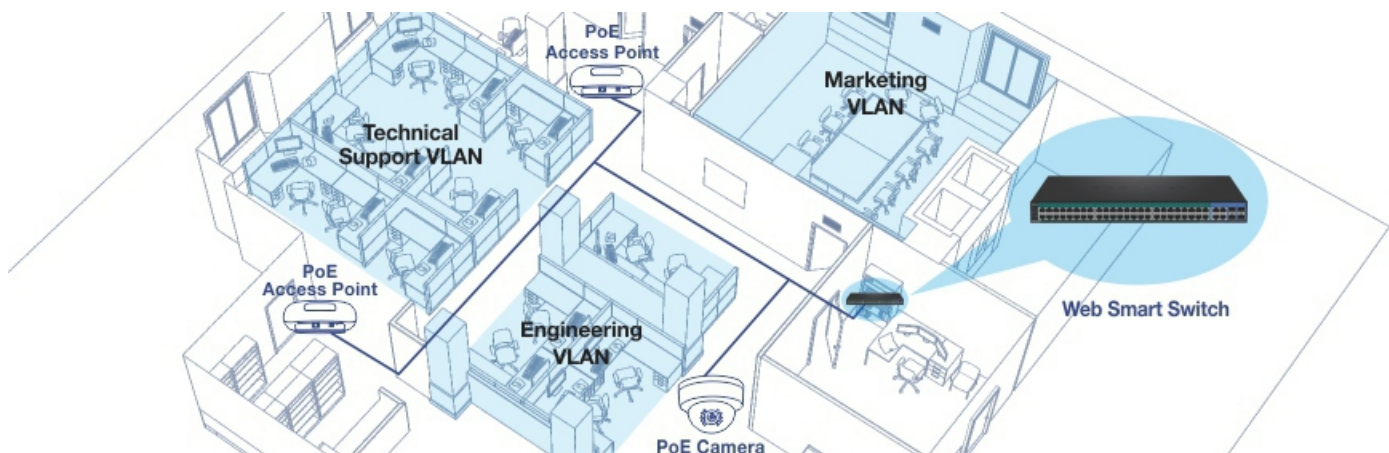 PoE
Access Point
Marketing
VLAN
Technical
Support VLAN
PoE
Access Point
Web Smart Switch
Engineering
VLAN
PoE Camera